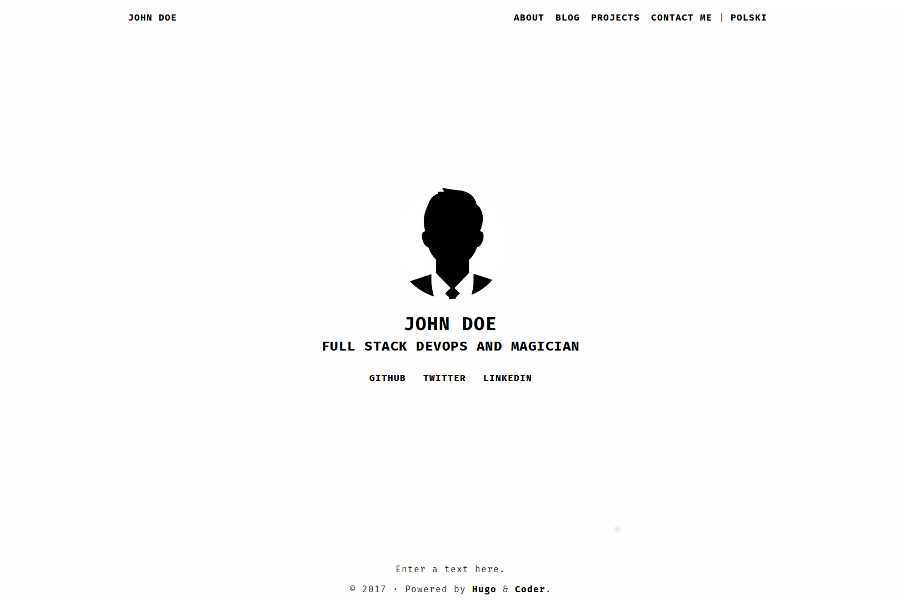 JOHN DOE ABOUT BLOG PROJECTS CONTACT ME | POLSKI
JOHN DOE
FULL STACK DEVOPS AND MAGICIAN
GITHUB TWITTER LINKEDIN
Enter a text here.
© 2017 · Powered by Hugo & Coder.